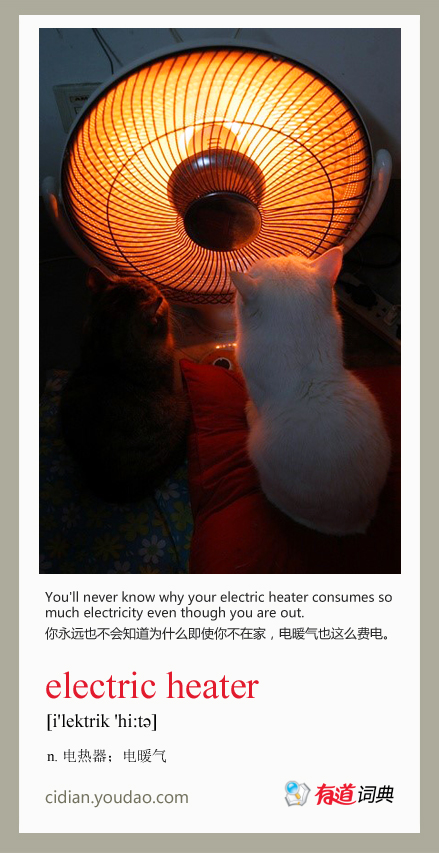 You'll never know why your electric heater consumes so
much electricity even though you are out.
你永远也不会知道为什么即使你不在家，电暖气也这么费电。
electric heater
[i'lektrik 'hi:tə]
n. 电热器；电暖气
cidian.youdao.com
有道词典